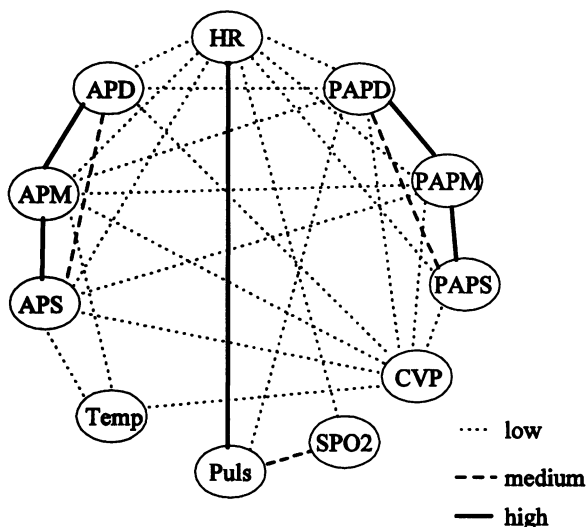 HR
APD
PAPD
APM
PAPM
APS
PAPS
CVP
Temp
SPO2
Puls
low
medium
high